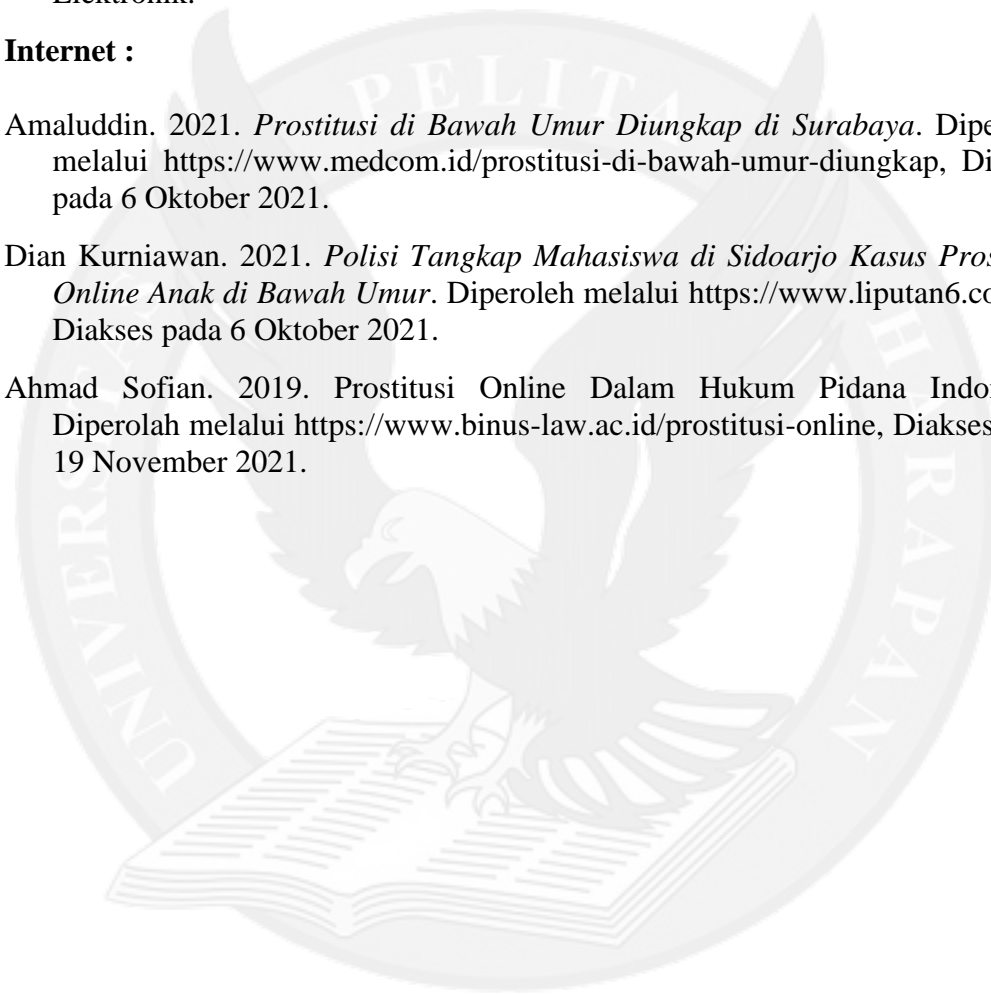 Elektronik.
Internet :
Amaluddin. 2021. Prostitusi di Bawah Umur Diungkap di Surabaya. Dipe
melalui https://www.medcom.id/prostitusi-di-bawah-umur-diungkap, Di
pada 6 Oktober 2021.
Dian Kurniawan. 2021. Polisi Tangkap Mahasiswa di Sidoarjo Kasus Pros
Online Anak di Bawah Umur. Diperoleh melalui https://www.liputan6.co
Diakses pada 6 Oktober 2021.
Ahmad Sofian. 2019. Prostitusi Online Dalam Hukum Pidana Indo
Diperolah melalui https://www.binus-law.ac.id/prostitusi-online, Diakses
19 November 2021.
UNIVERSITAS PELITA HARAPAN